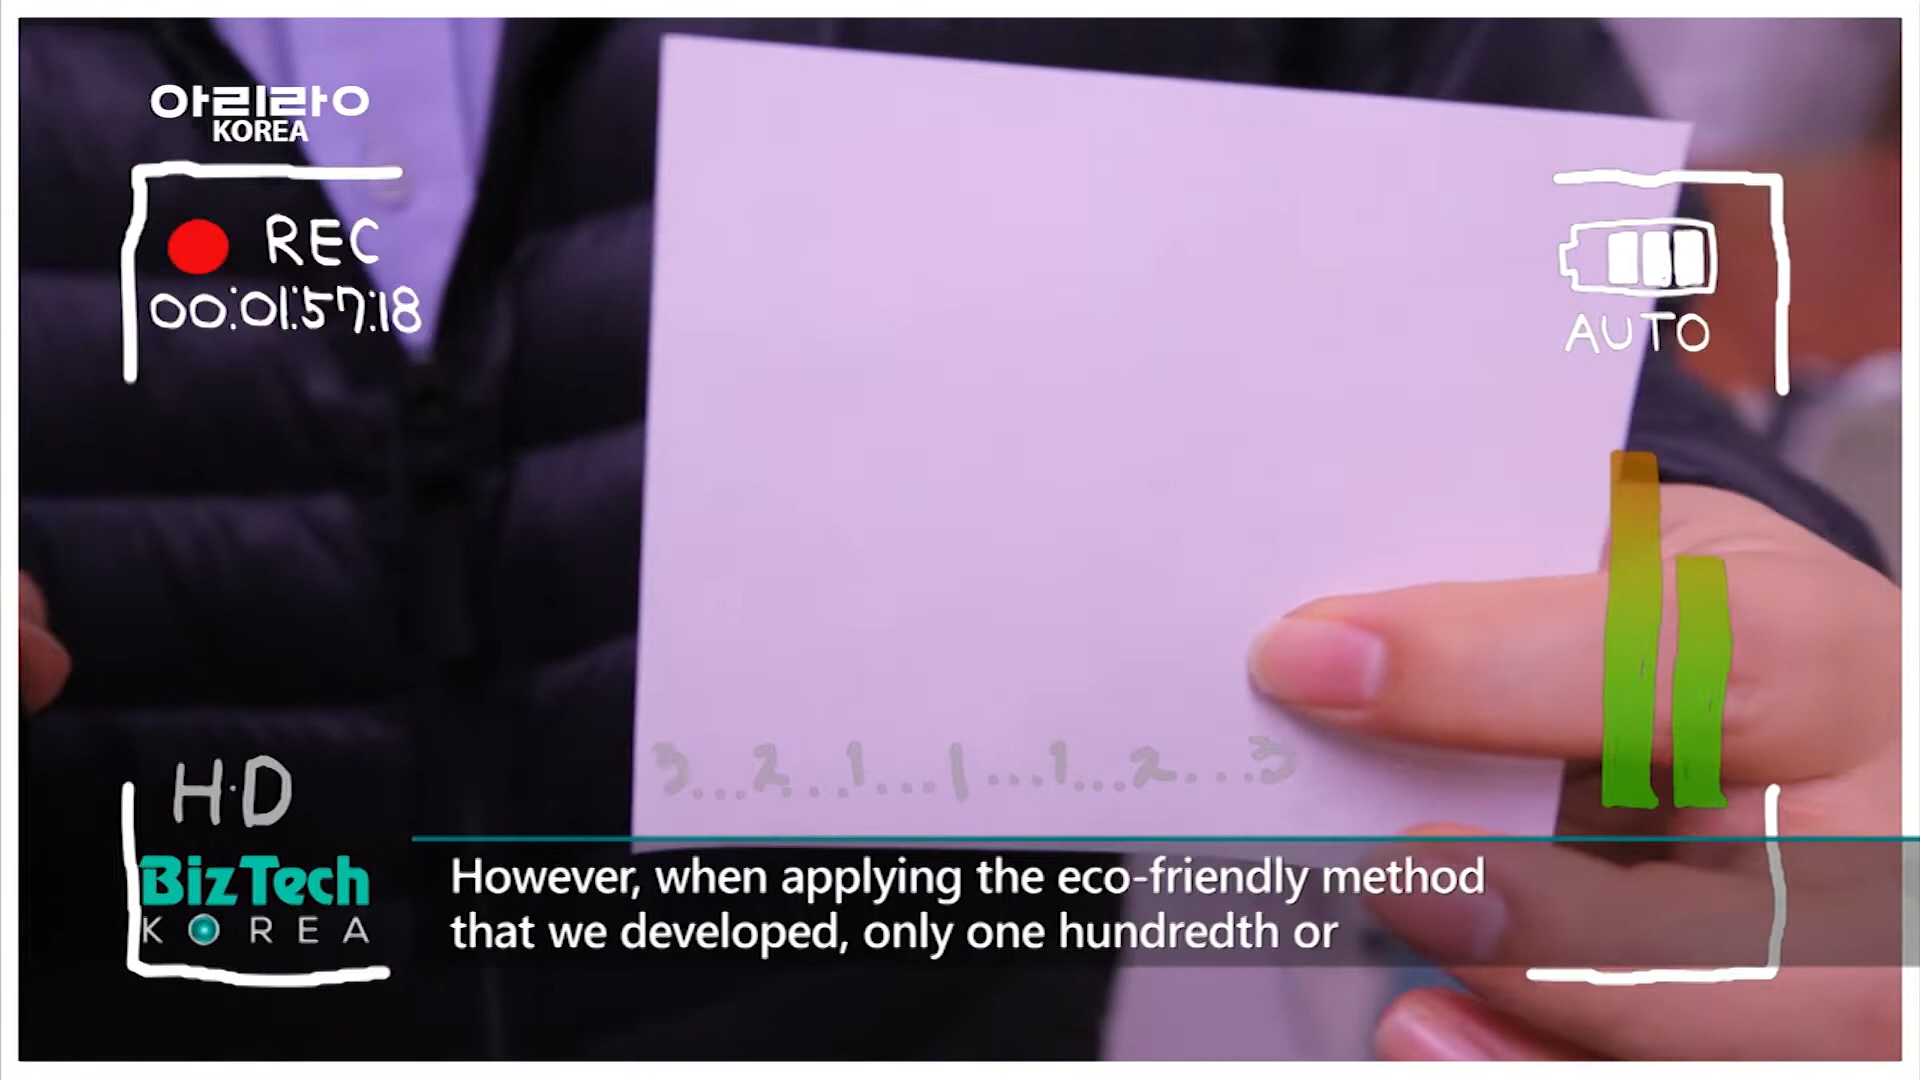 아리랑
KOREA
REC
00:01:57:18
AUTO
3...2...1...|...1...2...3
H·D
BizTech
KOREA
However, when applying the eco-friendly method
that we developed, only one hundredth or